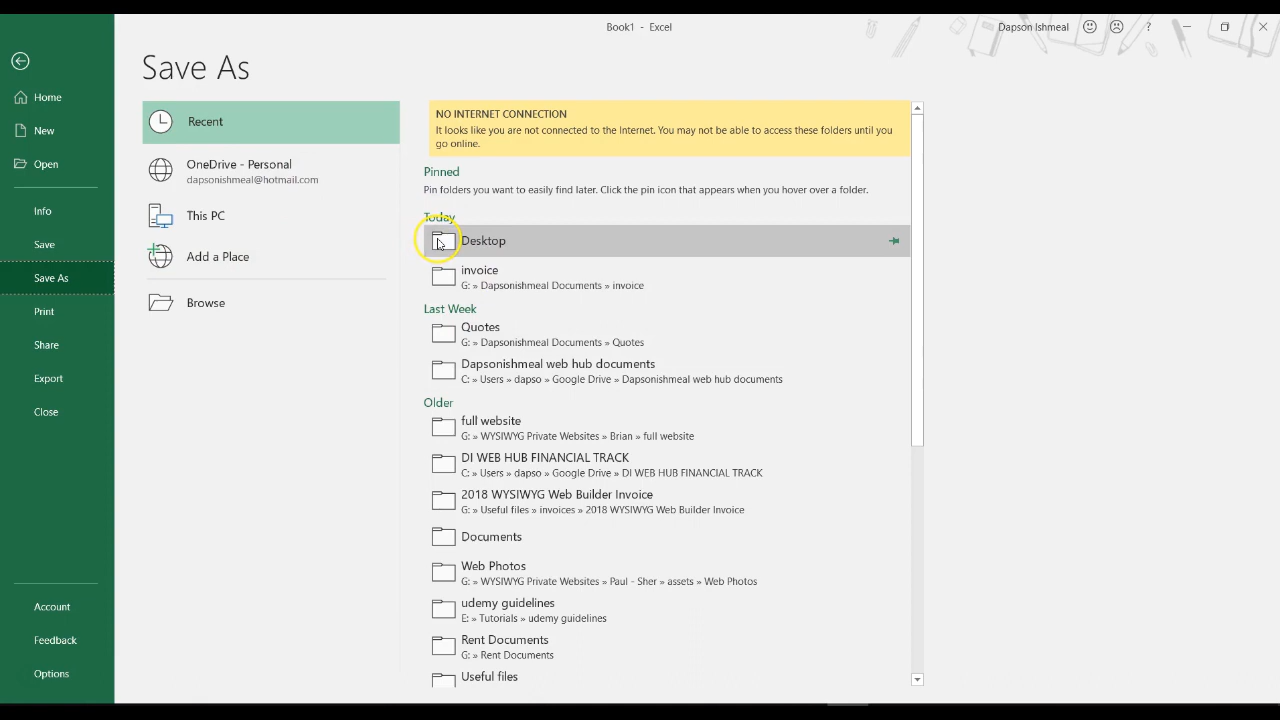 Book1 - Excel
Dapson Ishmeal
?
Save As
Home
New
Open
Info
Save
Save As
Print
Share
Export
Close
Account
Feedback
Options
Recent
OneDrive - Personal
dapsonishmeal@hotmail.com
This PC
Add a Place
Browse
NO INTERNET CONNECTION
It looks like you are not connected to the Internet. You may not be able to access these folders until you
go online.
Pinned
Pin folders you want to easily find later. Click the pin icon that appears when you hover over a folder.
Today
Desktop
invoice
G: » Dapsonishmeal Documents » invoice
Last Week
Quotes
G: » Dapsonishmeal Documents » Quotes
Dapsonishmeal web hub documents
C: » Users » dapso » Google Drive » Dapsonishmeal web hub documents
Older
full website
G: » WYSIWYG Private Websites » Brian » full website
DI WEB HUB FINANCIAL TRACK
C: » Users » dapso » Google Drive » DI WEB HUB FINANCIAL TRACK
2018 WYSIWYG Web Builder Invoice
G: » Useful files » invoices » 2018 WYSIWYG Web Builder Invoice
Documents
Web Photos
G: » WYSIWYG Private Websites » Paul - Sher » assets » Web Photos
udemy guidelines
E: » Tutorials » udemy guidelines
Rent Documents
G: » Rent Documents
Useful files